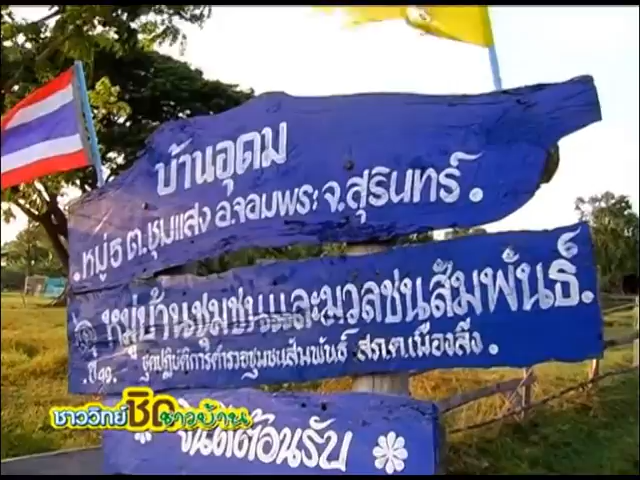 บ้านอุดม
หมู่ ๖ ต.ชุมแสง อ.จอมพระ จ.สุรินทร์.
หมู่บ้านชุมชนและมวลชนสัมพันธ์.
ชุดปฏิบัติการตำรวจชุมชนสัมพันธ์ สภ.ต.เมืองลีง.
ยินดีต้อนรับ
ชาววิทย์ชิดชาวบ้าน